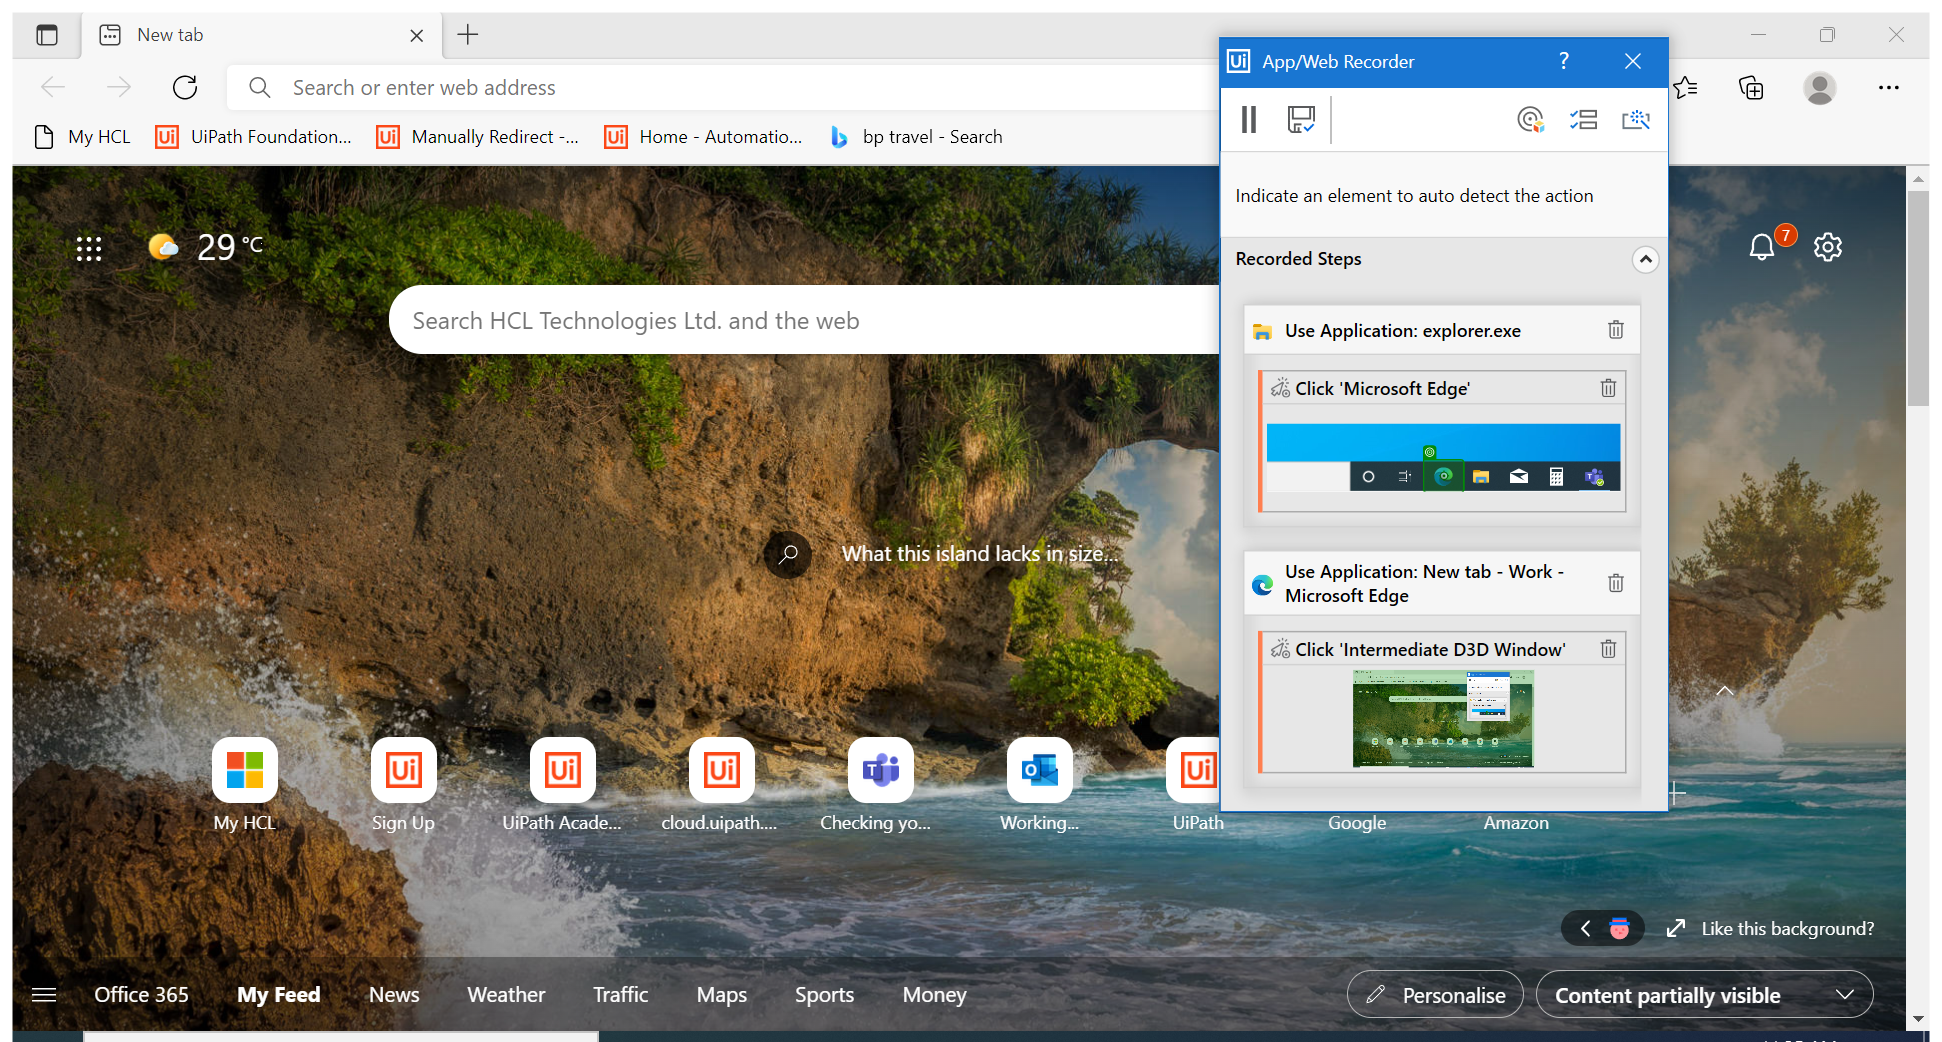 New tab
Search or enter web address
My HCL
UiPath Foundation...
Manually Redirect -...
Home - Automatio...
bp travel - Search
Ui App/Web Recorder ?
Indicate an element to auto detect the action
Recorded Steps
Use Application: explorer.exe
Click 'Microsoft Edge'
Use Application: New tab - Work -
Microsoft Edge
Click 'Intermediate D3D Window'
29 °C
7
Search HCL Technologies Ltd. and the web
What this island lacks in size...
My HCL
Sign Up
UiPath Acade...
cloud.uipath....
Checking yo...
Working...
UiPath
Google
Amazon
Like this background?
Office 365
My Feed
News
Weather
Traffic
Maps
Sports
Money
Personalise
Content partially visible